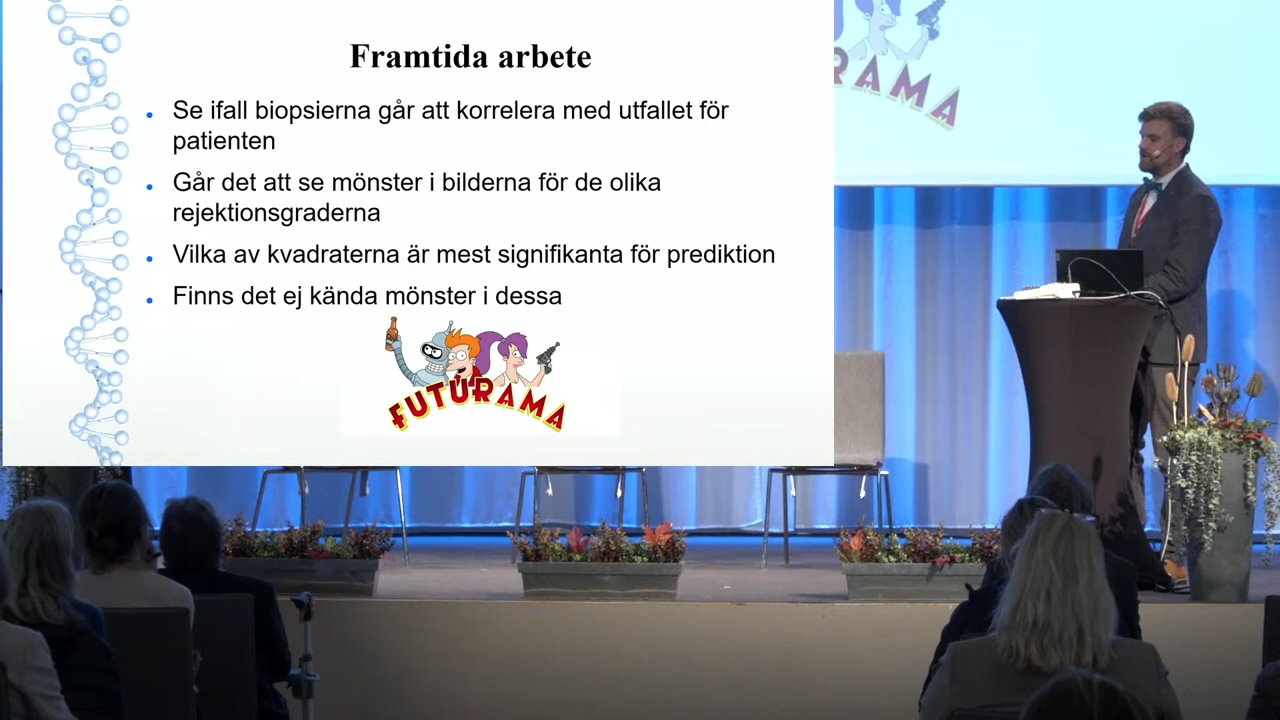 Framtida arbete
Se ifall biopsierna går att korrelera med utfallet för
patienten
Går det att se mönster i bilderna för de olika
rejektionsgraderna
Vilka av kvadraterna är mest signifikanta för prediktion
Finns det ej kända mönster i dessa
FUTURAMA
RAMA